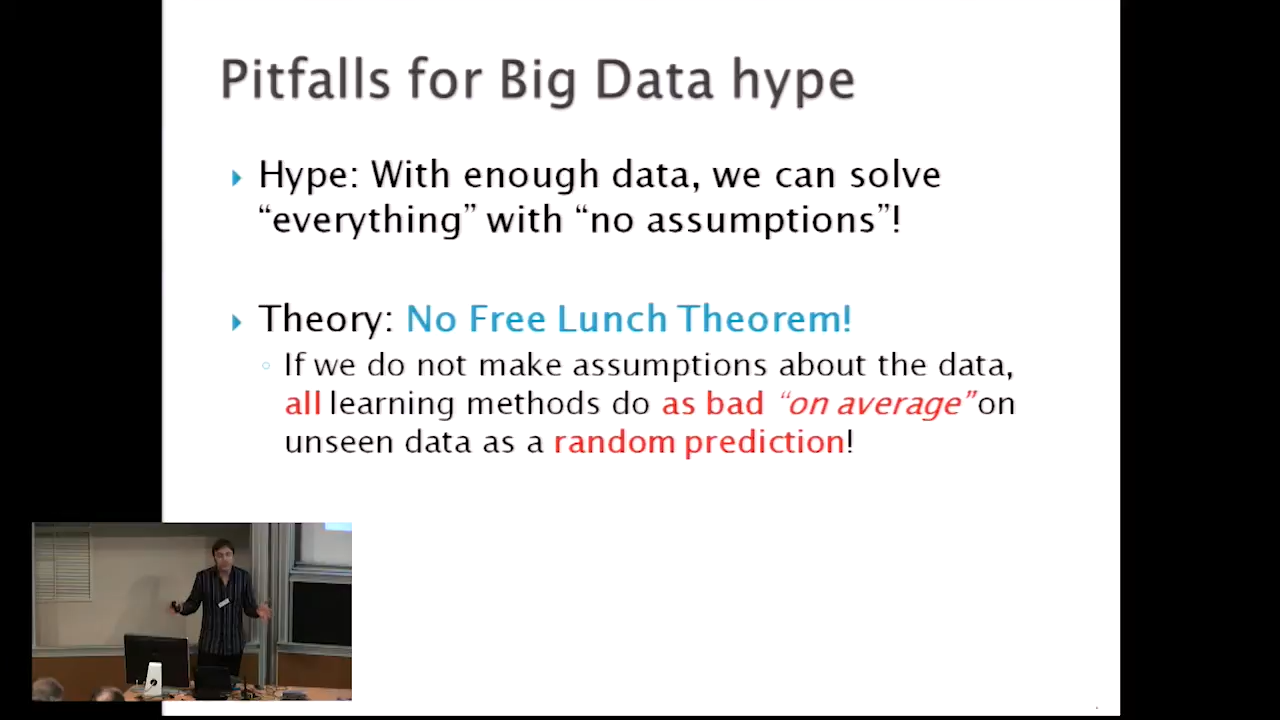 Pitfalls for Big Data hype
Hype: With enough data, we can solve
“everything” with “no assumptions”!
Theory: No Free Lunch Theorem!
If we do not make assumptions about the data,
all learning methods do as bad “on average” on
unseen data as a random prediction!